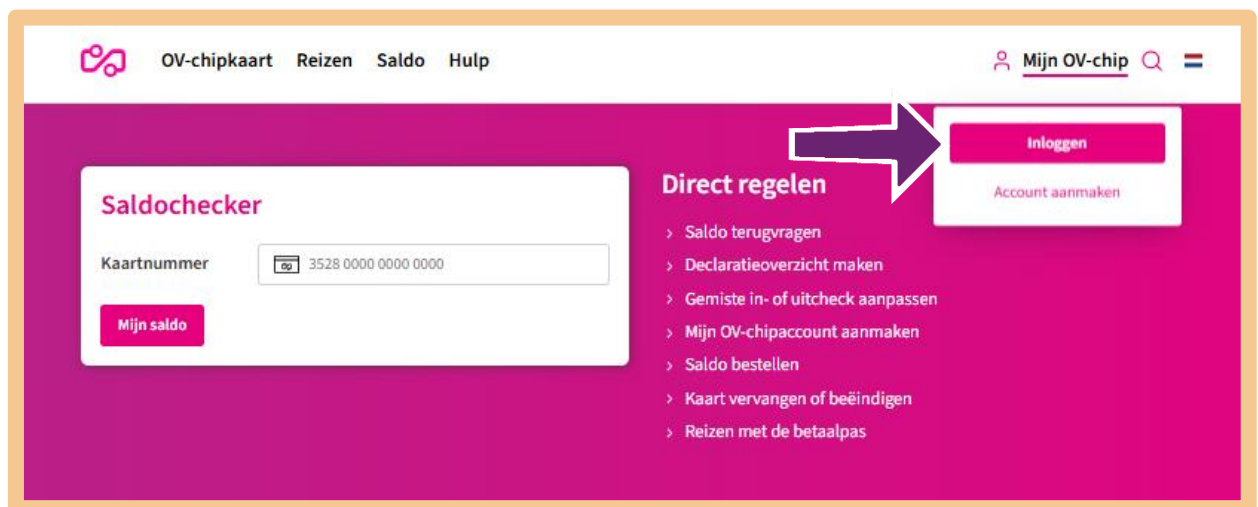 OV-chipkaart Reizen Saldo Hulp Mijn OV-chip
Inloggen
Account aanmaken
Saldochecker
Kaartnummer 3528 0000 0000 0000
Mijn saldo
Direct regelen
Saldo terugvragen
Declaratieoverzicht maken
Gemiste in- of uitcheck aanpassen
Mijn OV-chipaccount aanmaken
Saldo bestellen
Kaart vervangen of beëindigen
Reizen met de betaalpas